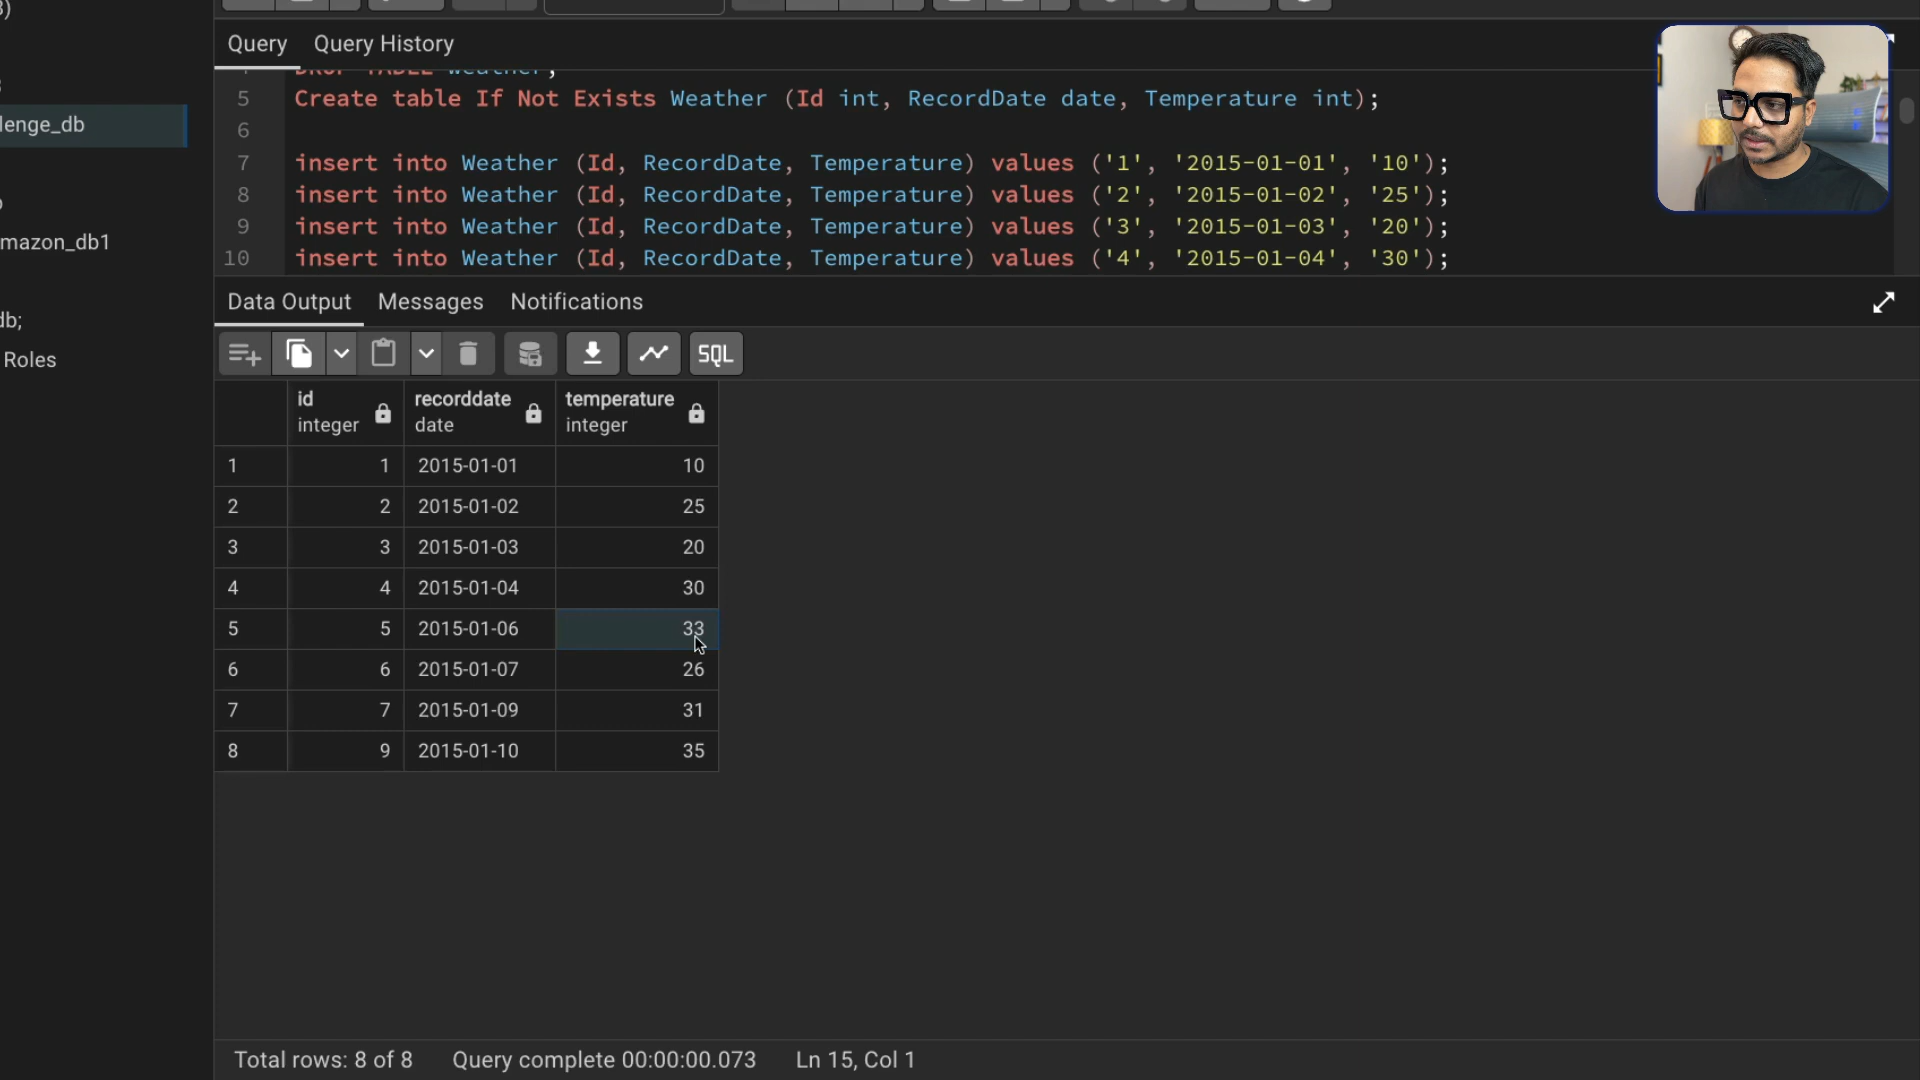 3)
Query Query History
lenge_db
DROP TABLE Weather;
5 Create table If Not Exists Weather (Id int, RecordDate date, Temperature int);
6
7 insert into Weather (Id, RecordDate, Temperature) values ('1', '2015-01-01', '10');
8 insert into Weather (Id, RecordDate, Temperature) values ('2', '2015-01-02', '25');
9 insert into Weather (Id, RecordDate, Temperature) values ('3', '2015-01-03', '20');
10 insert into Weather (Id, RecordDate, Temperature) values ('4', '2015-01-04', '30');
mazon_db1
db;
Roles
Data Output Messages Notifications
SQL
id recorddate temperature
integer date integer
1 1 2015-01-01 10
2 2 2015-01-02 25
3 3 2015-01-03 20
4 4 2015-01-04 30
5 5 2015-01-06 33
6 6 2015-01-07 26
7 7 2015-01-09 31
8 9 2015-01-10 35
Total rows: 8 of 8 Query complete 00:00:00.073 Ln 15, Col 1